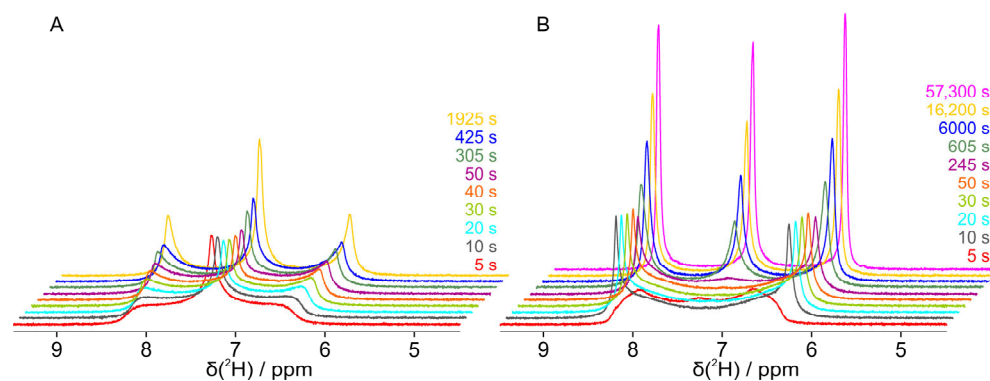 A
1925 s
425 s
305 s
50 s
40 s
30 s
20 s
10 s
5 s
9 8 7 6 5
δ(²H) / ppm
B
57,300 s
16,200 s
6000 s
605 s
245 s
50 s
30 s
20 s
10 s
5 s
9 8 7 6 5
δ(²H) / ppm